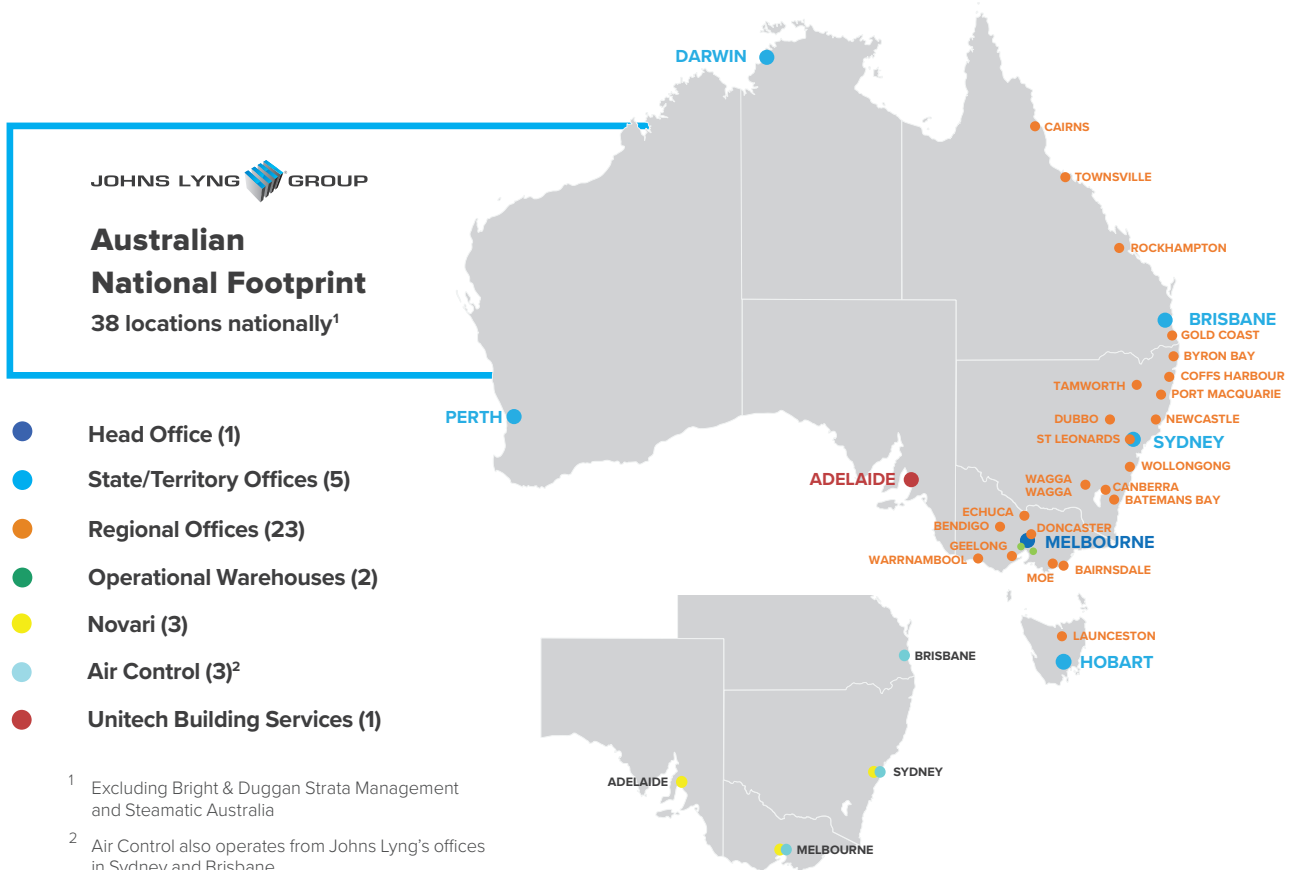 JOHNS LYNG GROUP
Australian
National Footprint
38 locations nationally¹
Head Office (1)
State/Territory Offices (5)
Regional Offices (23)
Operational Warehouses (2)
Novari (3)
Air Control (3)²
Unitech Building Services (1)
1 Excluding Bright & Duggan Strata Management
and Steamatic Australia
2 Air Control also operates from Johns Lyng's offices
in Sydney and Brisbane
DARWIN
CAIRNS
TOWNSVILLE
ROCKHAMPTON
BRISBANE
GOLD COAST
BYRON BAY
COFFS HARBOUR
TAMWORTH
PORT MACQUARIE
PERTH
DUBBO
NEWCASTLE
ST LEONARDS
SYDNEY
WOLLONGONG
ADELAIDE
WAGGA
WAGGA
CANBERRA
BATEMANS BAY
ECHUCA
BENDIGO
DONCASTER
MELBOURNE
GEELONG
WARRNAMBOOL
BAIRNSDALE
MOE
LAUNCESTON
HOBART
BRISBANE
SYDNEY
ADELAIDE
MELBOURNE